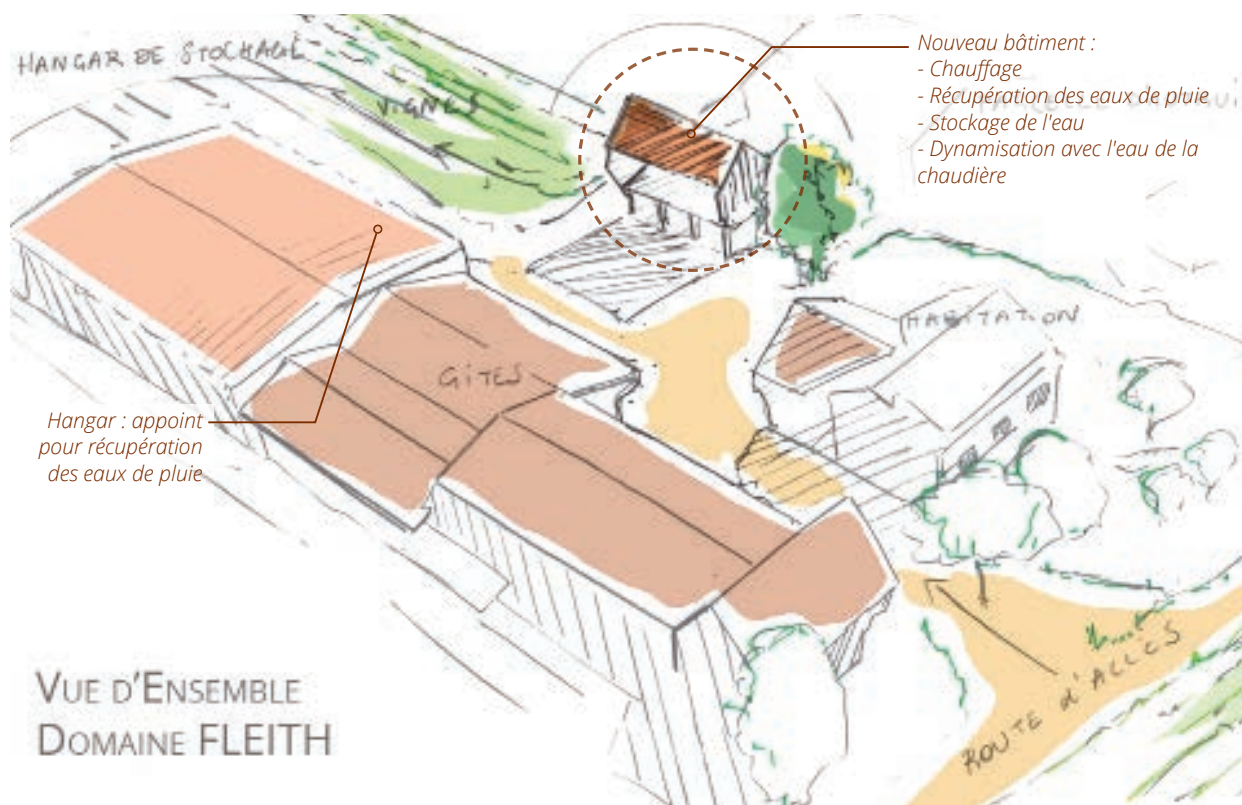 HANGAR DE STOCKAGE
VIGNES
Nouveau bâtiment :
- Chauffage
- Récupération des eaux de pluie
- Stockage de l'eau
- Dynamisation avec l'eau de la
chaudière
HABITATION
GÎTES
Hangar : appoint
pour récupération
des eaux de pluie
ROUTE d'ACCES
VUE D'ENSEMBLE
DOMAINE FLEITH